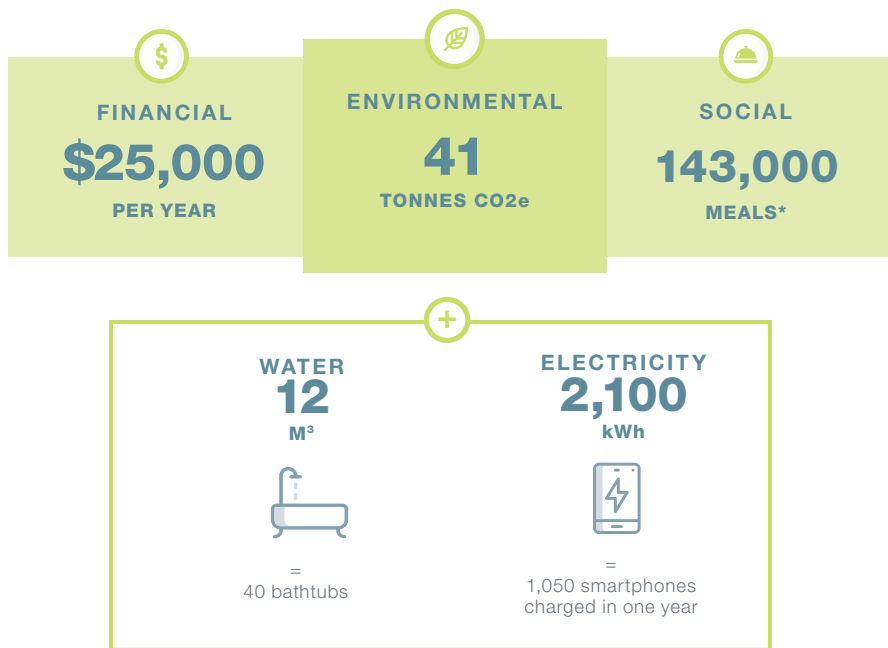 $
FINANCIAL
$25,000
PER YEAR
ENVIRONMENTAL
41
TONNES CO2e
SOCIAL
143,000
MEALS*
+
WATER
12
M³
=
40 bathtubs
ELECTRICITY
2,100
kWh
=
1,050 smartphones
charged in one year